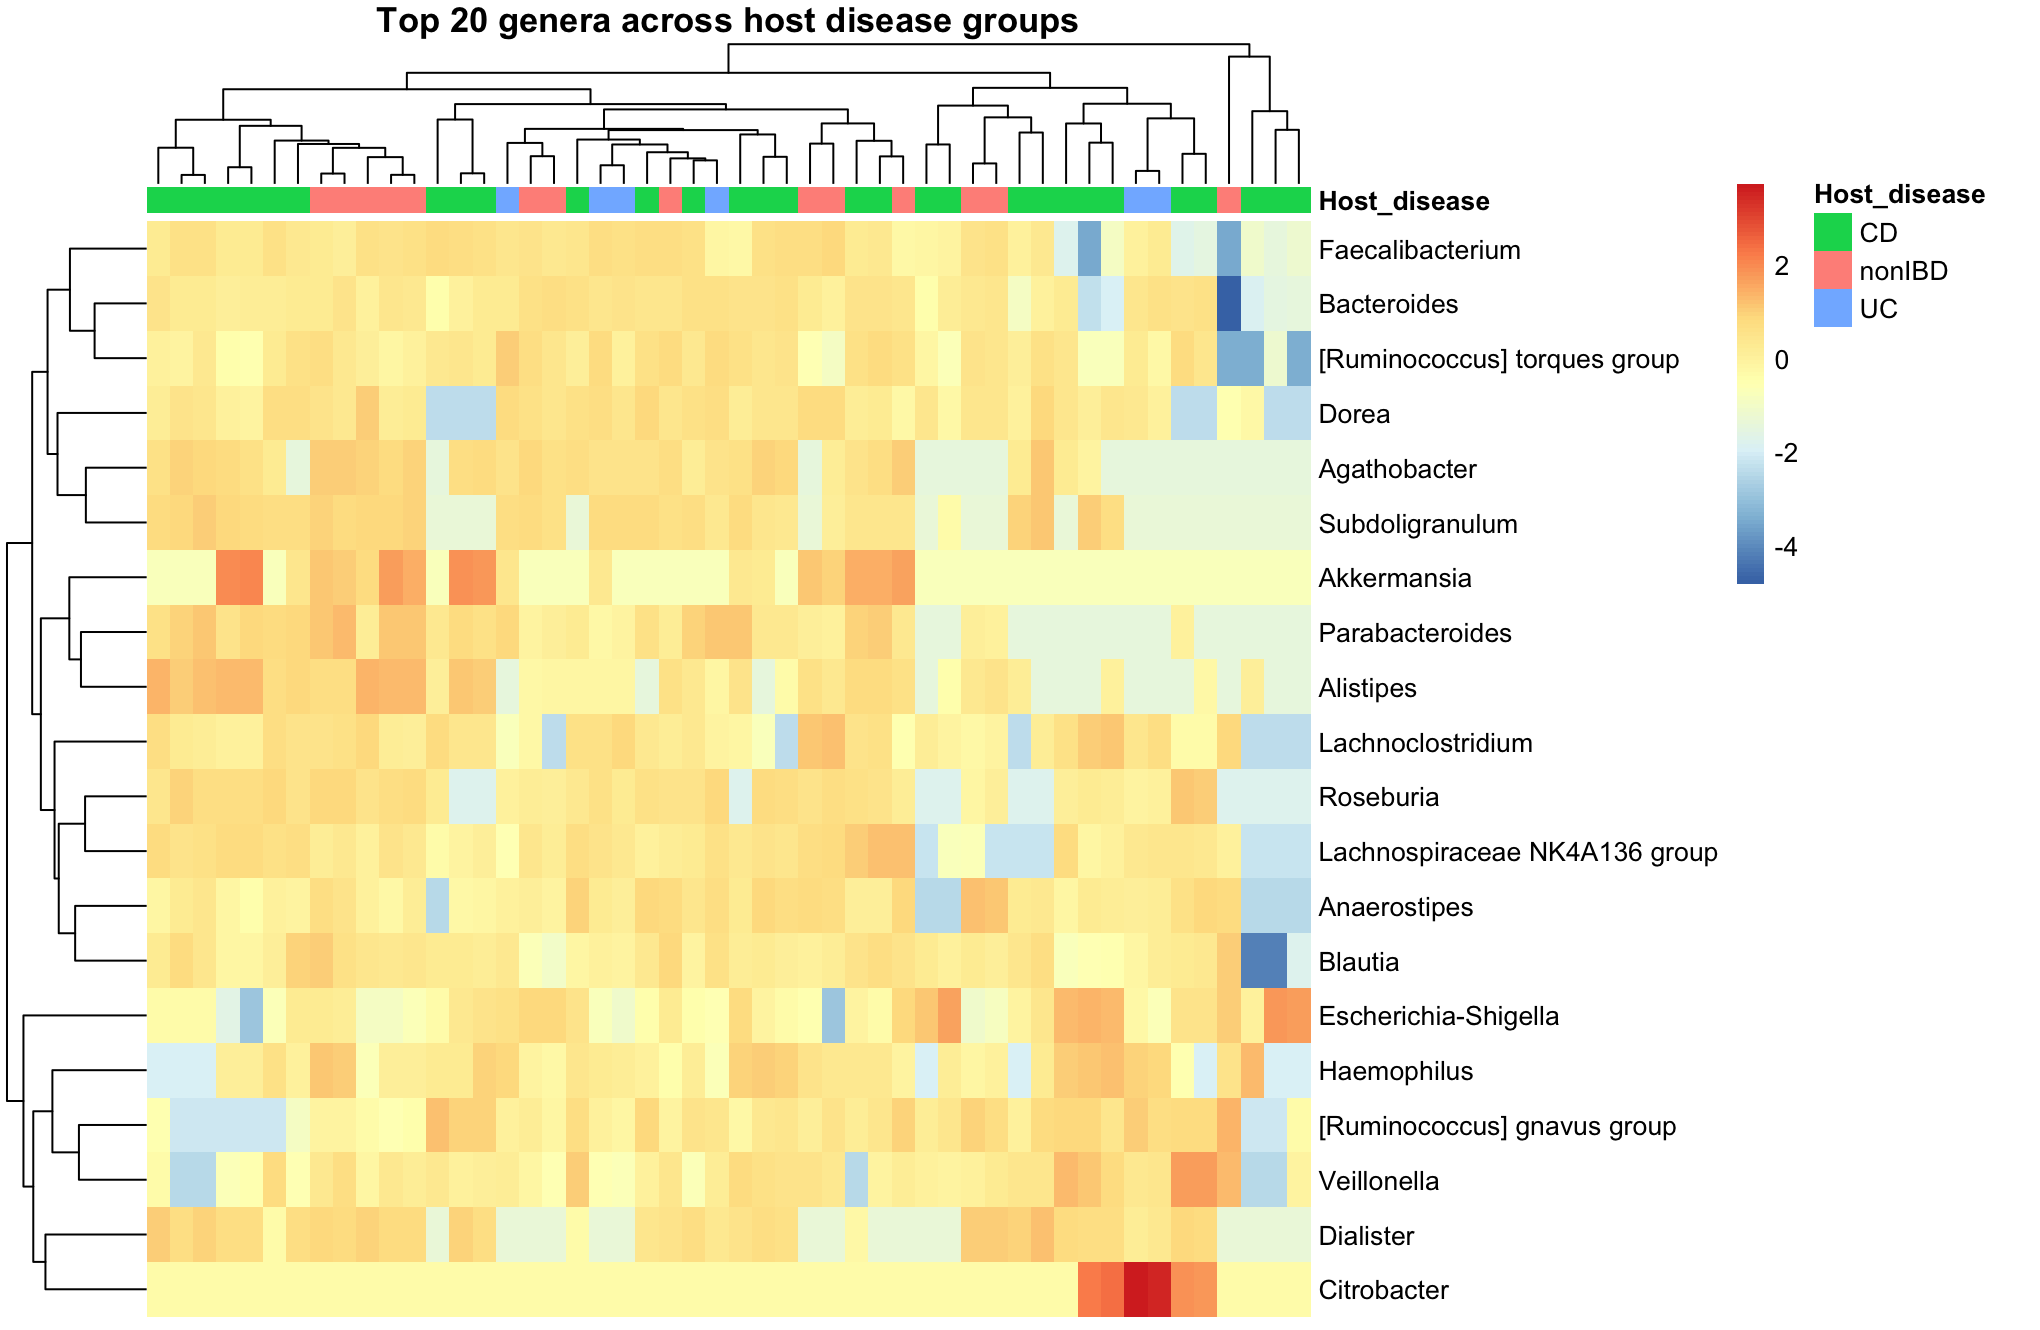 Top 20 genera across host disease groups
Host_disease
Faecalibacterium
Bacteroides
[Ruminococcus] torques group
Dorea
Agathobacter
Subdoligranulum
Akkermansia
Parabacteroides
Alistipes
Lachnoclostridium
Roseburia
Lachnospiraceae NK4A136 group
Anaerostipes
Blautia
Escherichia-Shigella
Haemophilus
[Ruminococcus] gnavus group
Veillonella
Dialister
Citrobacter
2
0
-2
-4
Host_disease
CD
nonIBD
UC